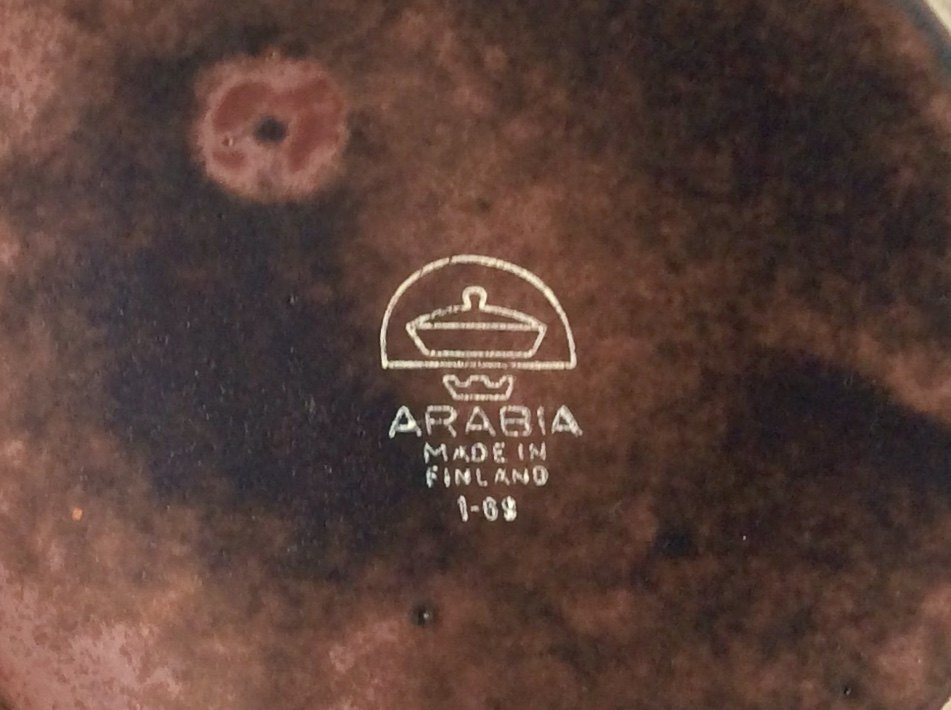 ARABIA
MADE IN
FINLAND
1-69